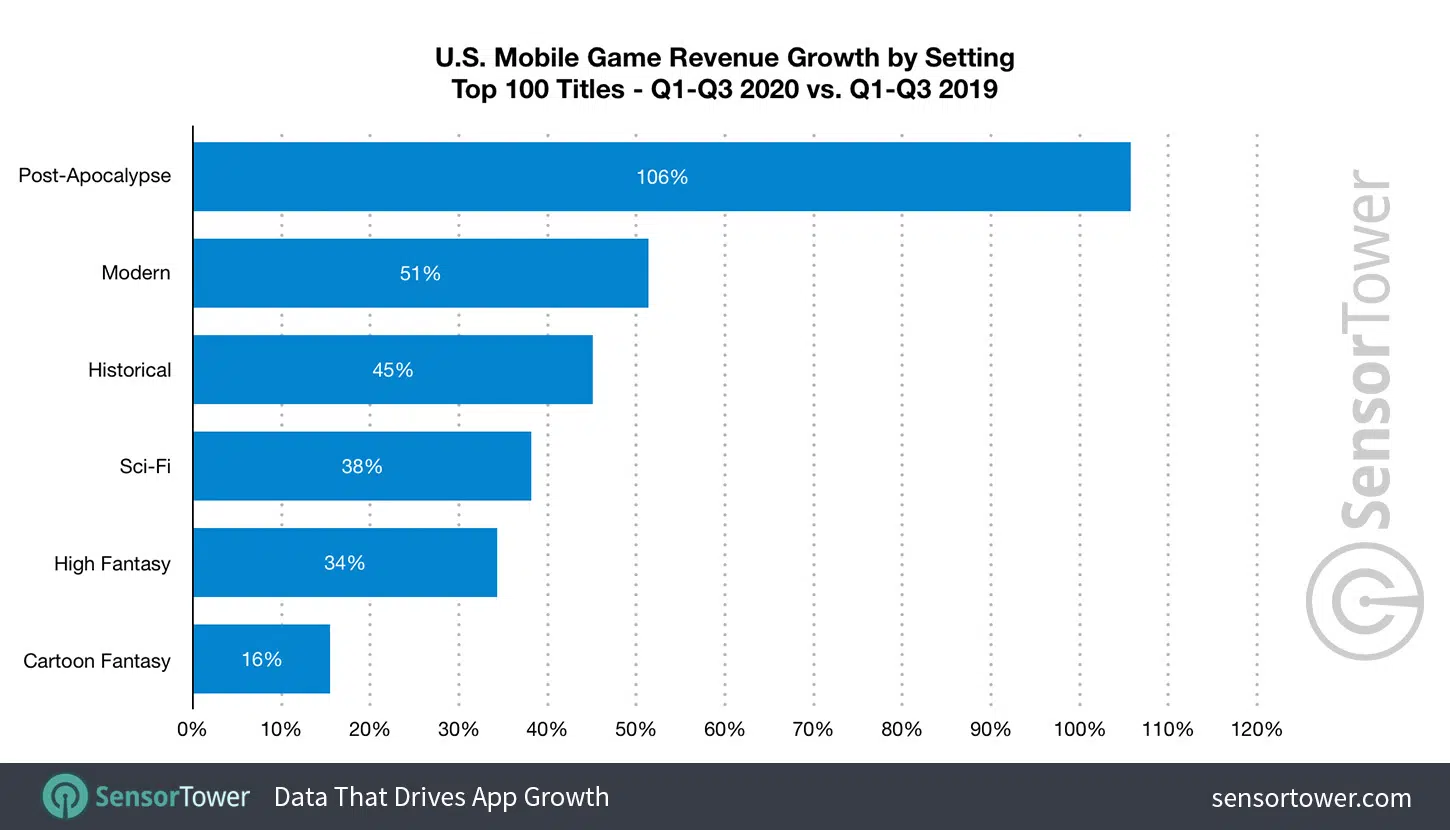 U.S. Mobile Game Revenue Growth by Setting
Top 100 Titles - Q1-Q3 2020 vs. Q1-Q3 2019
Post-Apocalypse 106%
Modern 51%
Historical 45%
Sci-Fi 38%
High Fantasy 34%
Cartoon Fantasy 16%
0% 10% 20% 30% 40% 50% 60% 70% 80% 90% 100% 110% 120%
SensorTower
SensorTower Data That Drives App Growth sensortower.com